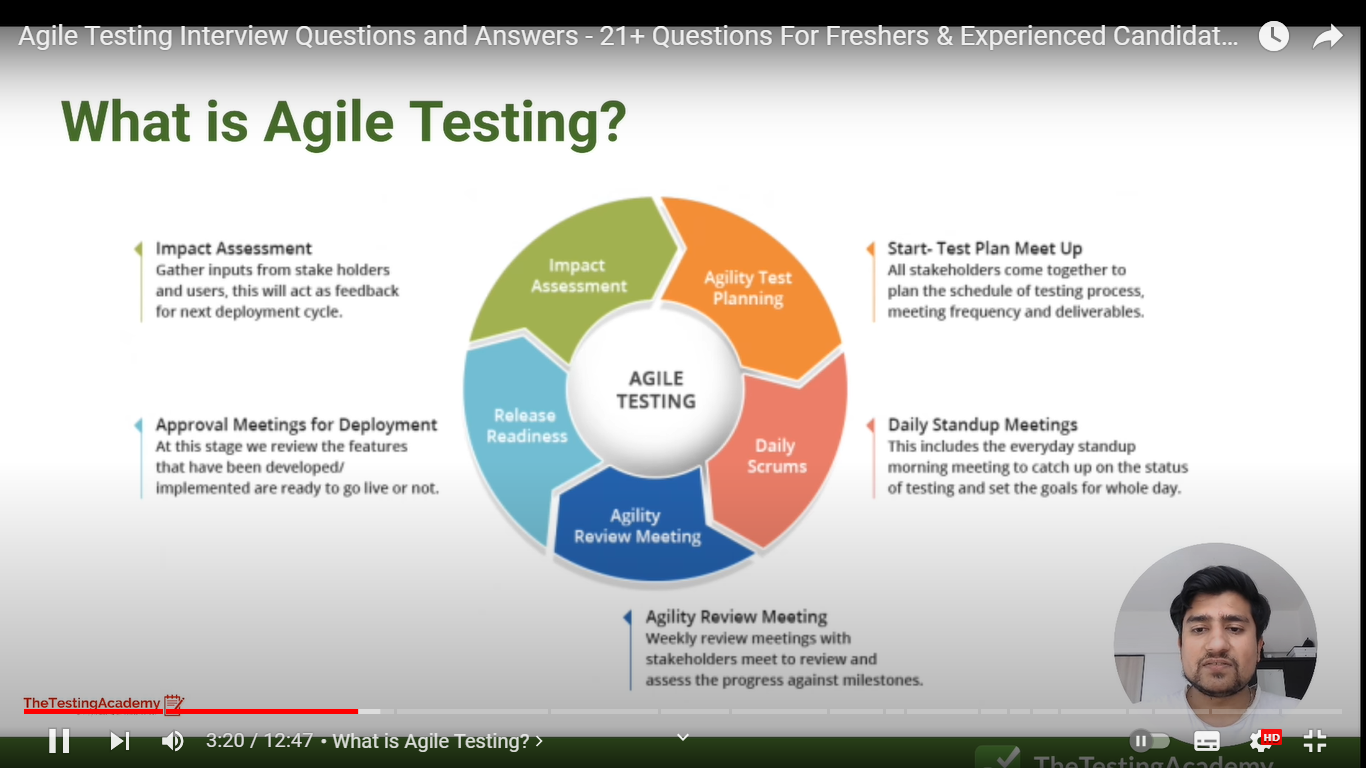 Agile Testing Interview Questions and Answers - 21+ Questions For Freshers & Experienced Candidat...
What is Agile Testing?
Impact Assessment
Gather inputs from stake holders
and users, this will act as feedback
for next deployment cycle.
Start- Test Plan Meet Up
All stakeholders come together to
plan the schedule of testing process,
meeting frequency and deliverables.
Impact
Assessment
Agility Test
Planning
AGILE
TESTING
Release
Readiness
Daily
Scrums
Agility
Review Meeting
Approval Meetings for Deployment
At this stage we review the features
that have been developed/
implemented are ready to go live or not.
Daily Standup Meetings
This includes the everyday standup
morning meeting to catch up on the status
of testing and set the goals for whole day.
Agility Review Meeting
Weekly review meetings with
stakeholders meet to review and
assess the progress against milestones.
TheTestingAcademy
3:20 / 12:47 • What is Agile Testing? ›
HD
TheTestingAcademy